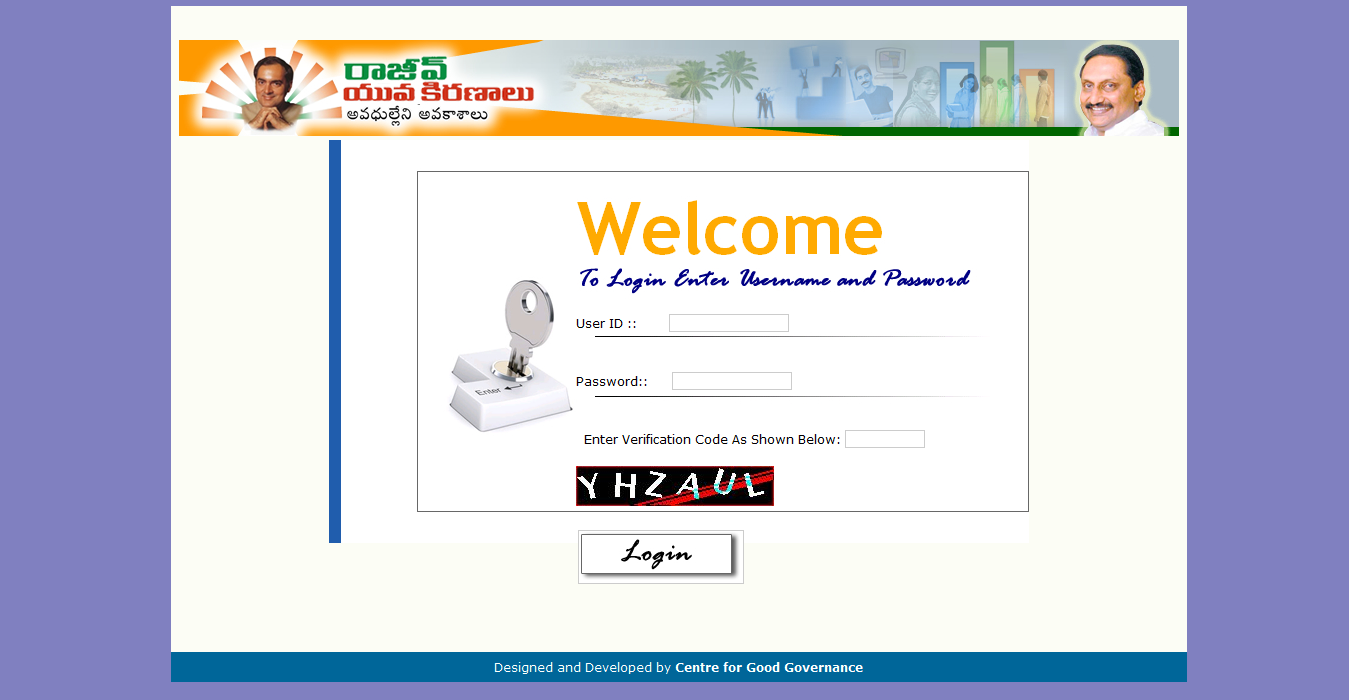 రాజీవ్
యువ కిరణాలు
అవధుల్లేని అవకాశాలు
Welcome
To Login Enter Username and Password
User ID ::
Enter
Password::
Enter Verification Code As Shown Below:
YHZAUL
Login
Designed and Developed by Centre for Good Governance